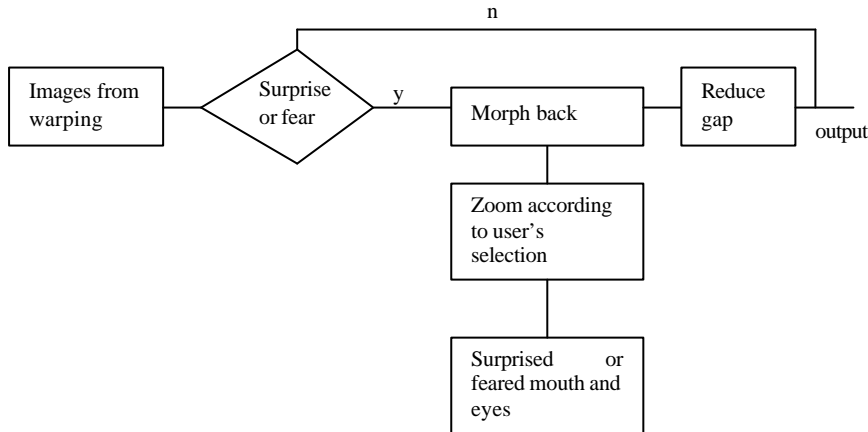 n
Images from
warping
Surprise
or fear
y
Morph back
Reduce
gap
output
Zoom according
to user’s
selection
Surprised or
feared mouth and
eyes